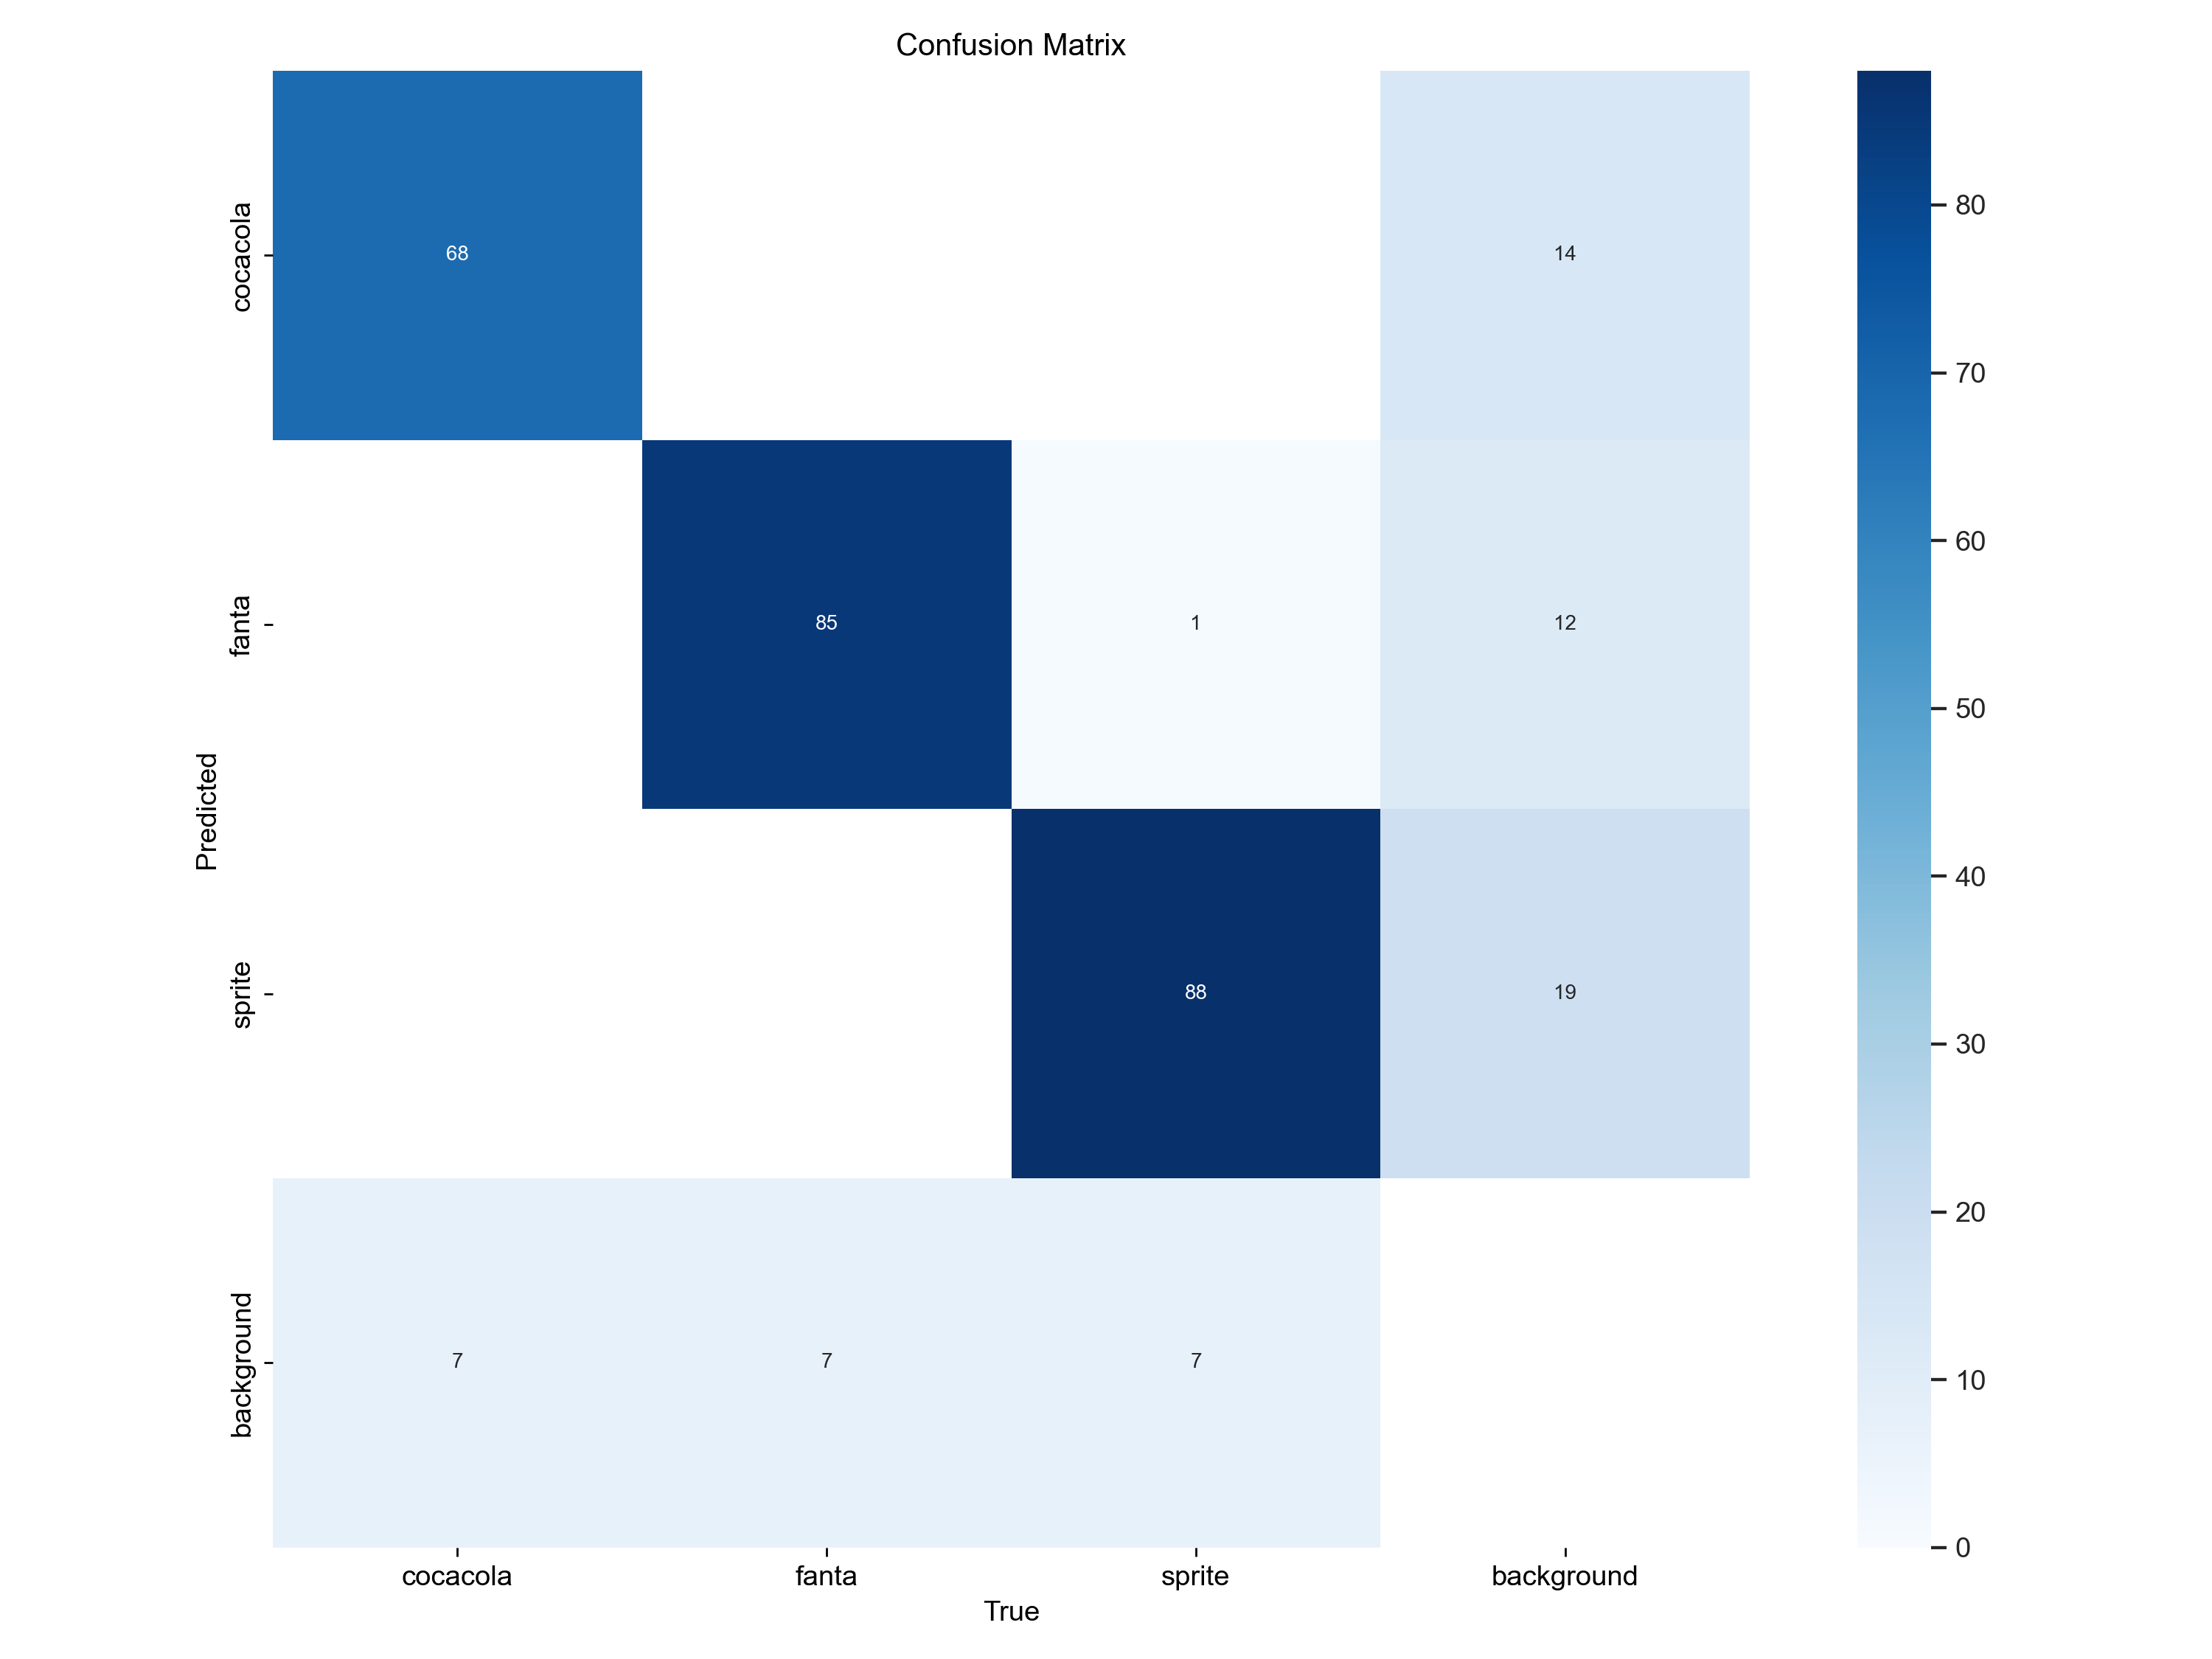 Confusion Matrix
cocacola
68
14
fanta
85
1
12
sprite
88
19
background
7
7
7
Predicted
cocacola
fanta
sprite
background
True
80
70
60
50
40
30
20
10
0